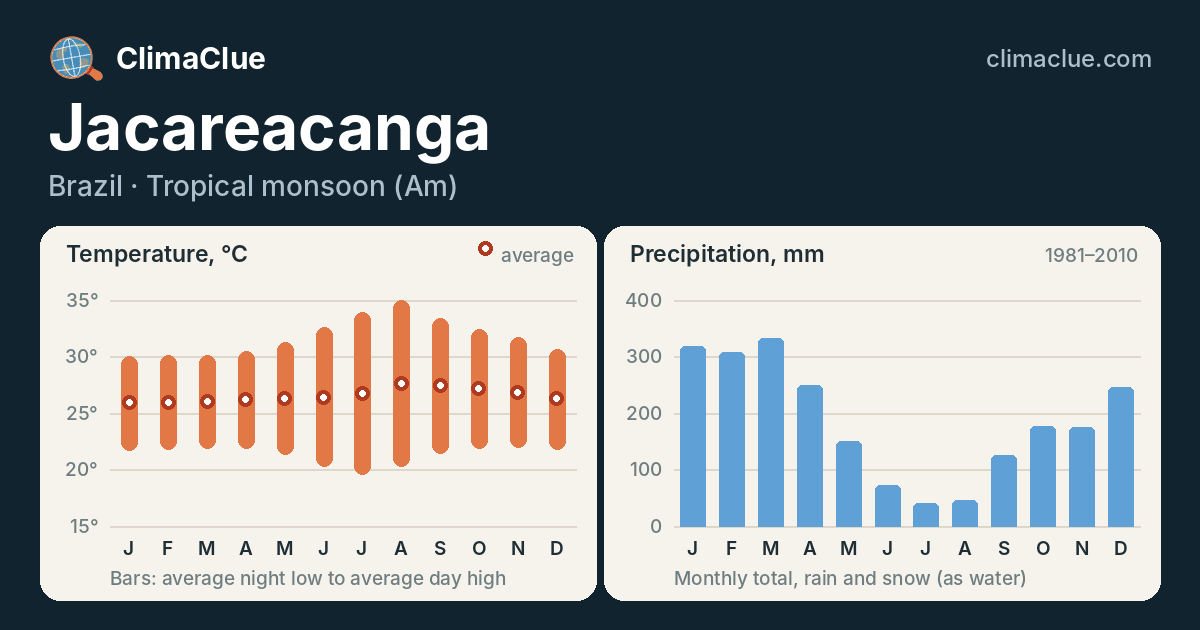 ClimaClue
climaclue.com
Jacareacanga
Brazil · Tropical monsoon (Am)
Temperature, °C
average
35°
30°
25°
20°
15°
J F M A M J J A S O N D
Bars: average night low to average day high
Precipitation, mm
1981–2010
400
300
200
100
0
J F M A M J J A S O N D
Monthly total, rain and snow (as water)